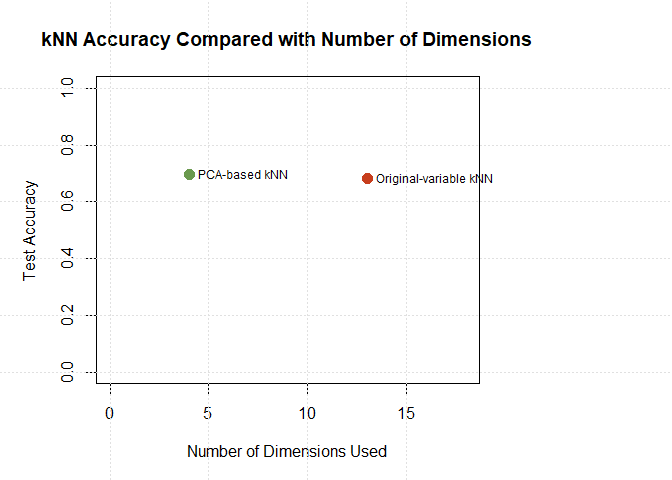 kNN Accuracy Compared with Number of Dimensions
1.0
0.8
0.6
0.4
0.2
0.0
Test Accuracy
PCA-based kNN
Original-variable kNN
0 5 10 15
Number of Dimensions Used